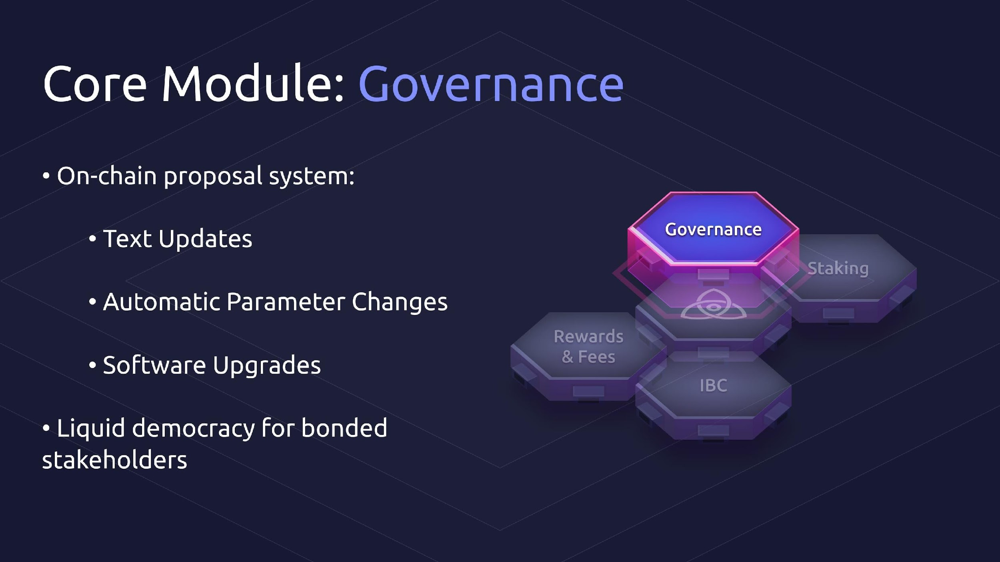 Core Module: Governance
• On-chain proposal system:
• Text Updates
• Automatic Parameter Changes
• Software Upgrades
• Liquid democracy for bonded
stakeholders
Governance
Staking
Rewards
& Fees
IBC